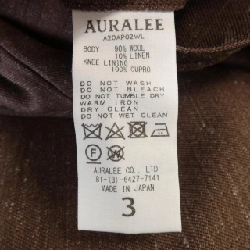 AURALEE
A20AP02WL
BODY 90% WOOL
10% LINEN
KNEE LINING
100% CUPRO
DO NOT WASH
DO NOT BLEACH
DO NOT TUMBLE DRY
WARM IRON
DRY CLEAN
DO NOT WET CLEAN
F W
AURALEE CO., LTD
81-(3)-6427-7141
MADE IN JAPAN
3